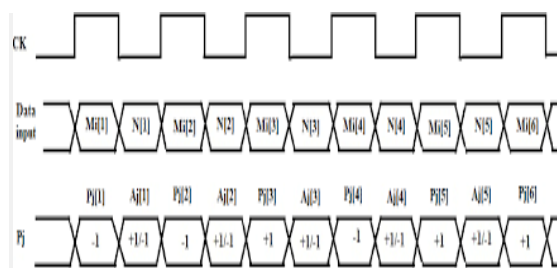 CK
Data input
Mi[1] N[1] Mi[2] N[2] Mi[3] N[3] Mi[4] N[4] Mi[5] N[5] Mi[6]
Pj[1] Aj[1] Pj[2] Aj[2] Pj[3] Aj[3] Pj[4] Aj[4] Pj[5] Aj[5] Pj[6]
Pj -1 +1/-1 -1 +1/-1 +1 +1/-1 -1 +1/-1 +1 +1/-1 +1